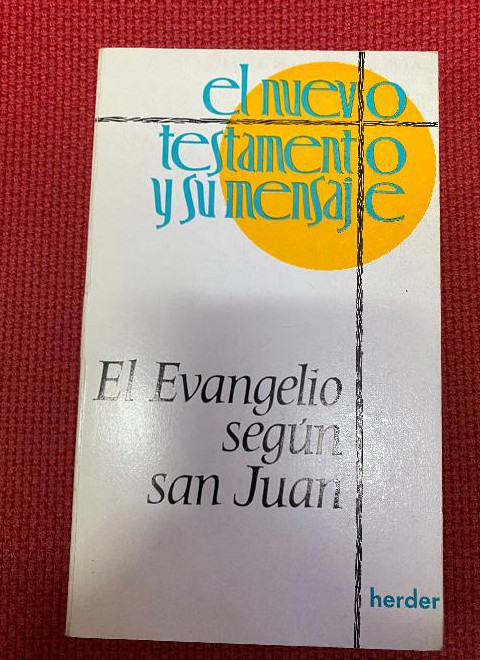 el nuevo
testamento
y su mensaje
El Evangelio
según
san Juan
herder